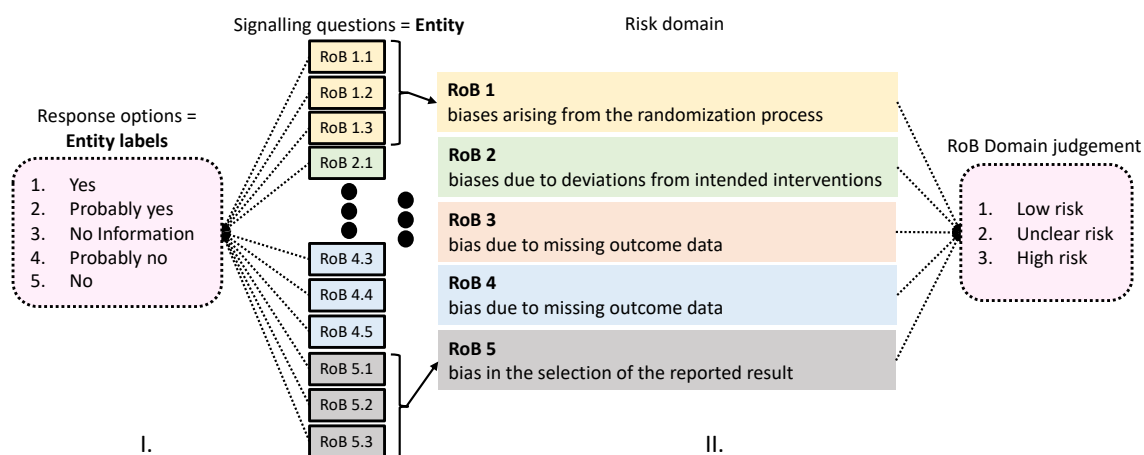 Signalling questions = Entity
Risk domain
Response options =
Entity labels
1. Yes
2. Probably yes
3. No Information
4. Probably no
5. No
RoB 1.1
RoB 1.2
RoB 1.3
RoB 2.1
RoB 4.3
RoB 4.4
RoB 4.5
RoB 5.1
RoB 5.2
RoB 5.3
RoB 1
biases arising from the randomization process
RoB 2
biases due to deviations from intended interventions
RoB 3
bias due to missing outcome data
RoB 4
bias due to missing outcome data
RoB 5
bias in the selection of the reported result
RoB Domain judgement
1. Low risk
2. Unclear risk
3. High risk
I.
II.